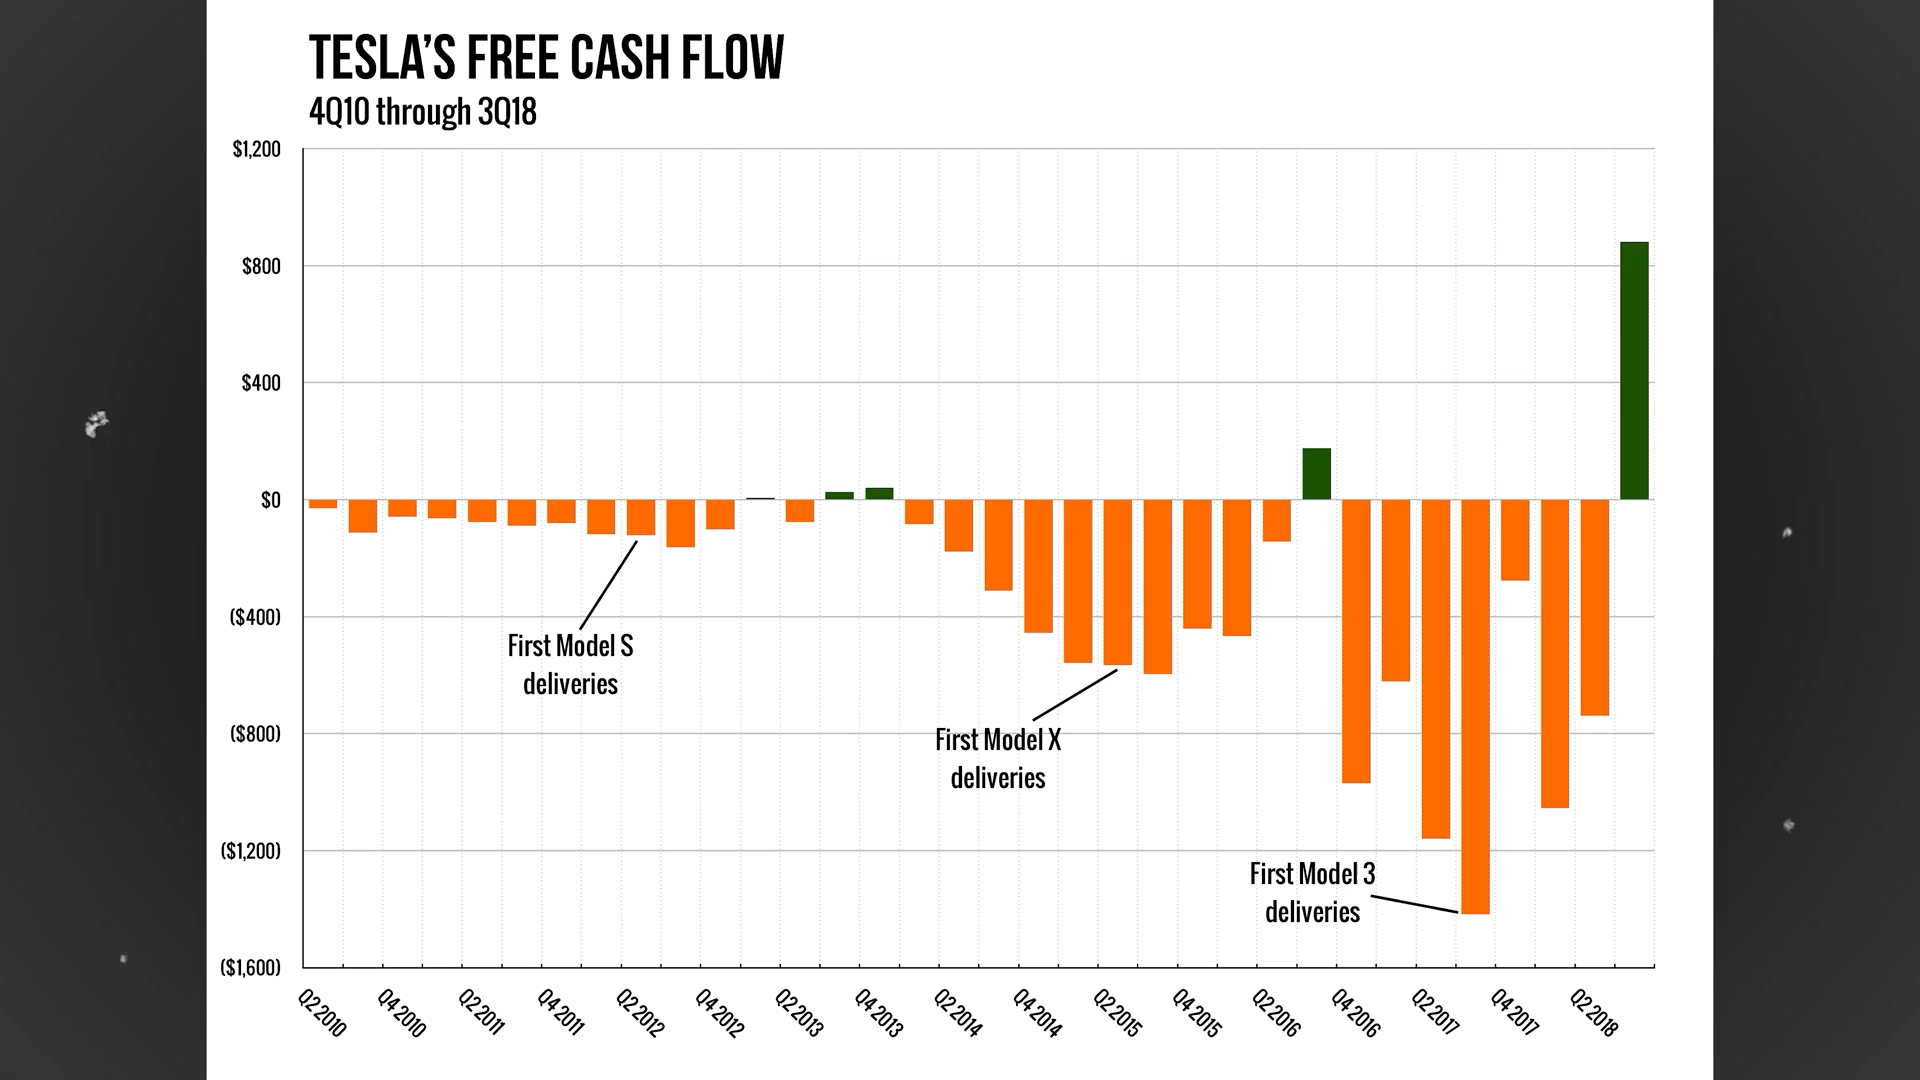 TESLA'S FREE CASH FLOW
4Q10 through 3Q18
$1,200
$800
$400
$0
($400)
($800)
($1,200)
($1,600)
First Model S
deliveries
First Model X
deliveries
First Model 3
deliveries
Q2 2010
Q4 2010
Q2 2011
Q4 2011
Q2 2012
Q4 2012
Q2 2013
Q4 2013
Q2 2014
Q4 2014
Q2 2015
Q4 2015
Q2 2016
Q4 2016
Q2 2017
Q4 2017
Q2 2018